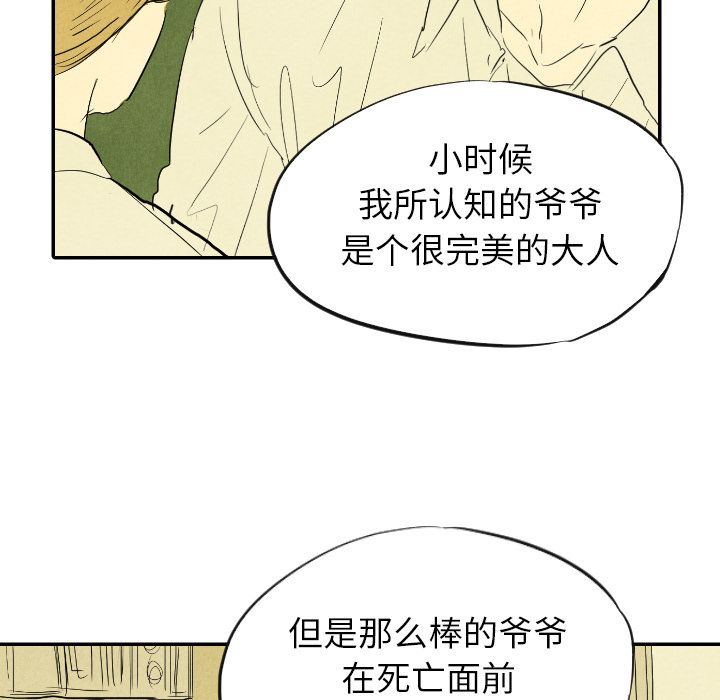 小时候
我所认知的爷爷
是个很完美的大人
但是那么棒的爷爷
在死亡面前